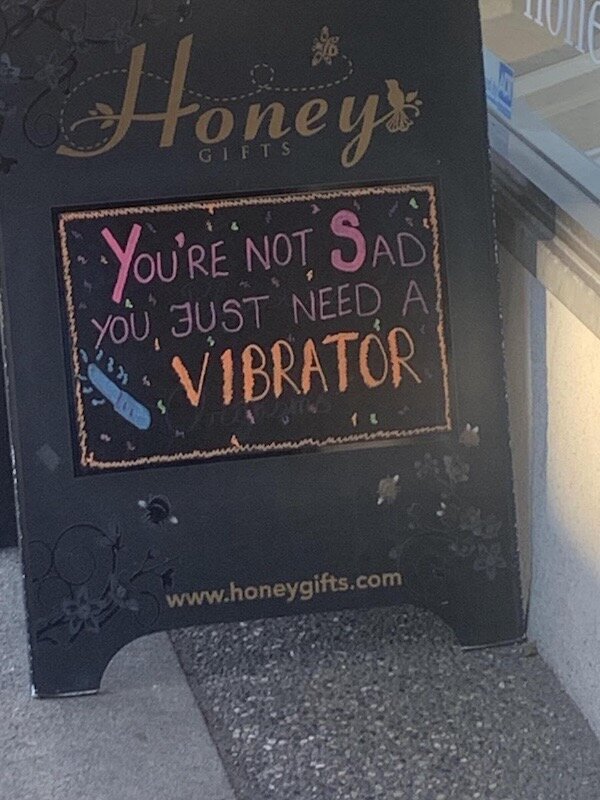 Honey
GIFTS
YOU'RE NOT SAD
YOU JUST NEED A
VIBRATOR
www.honeygifts.com